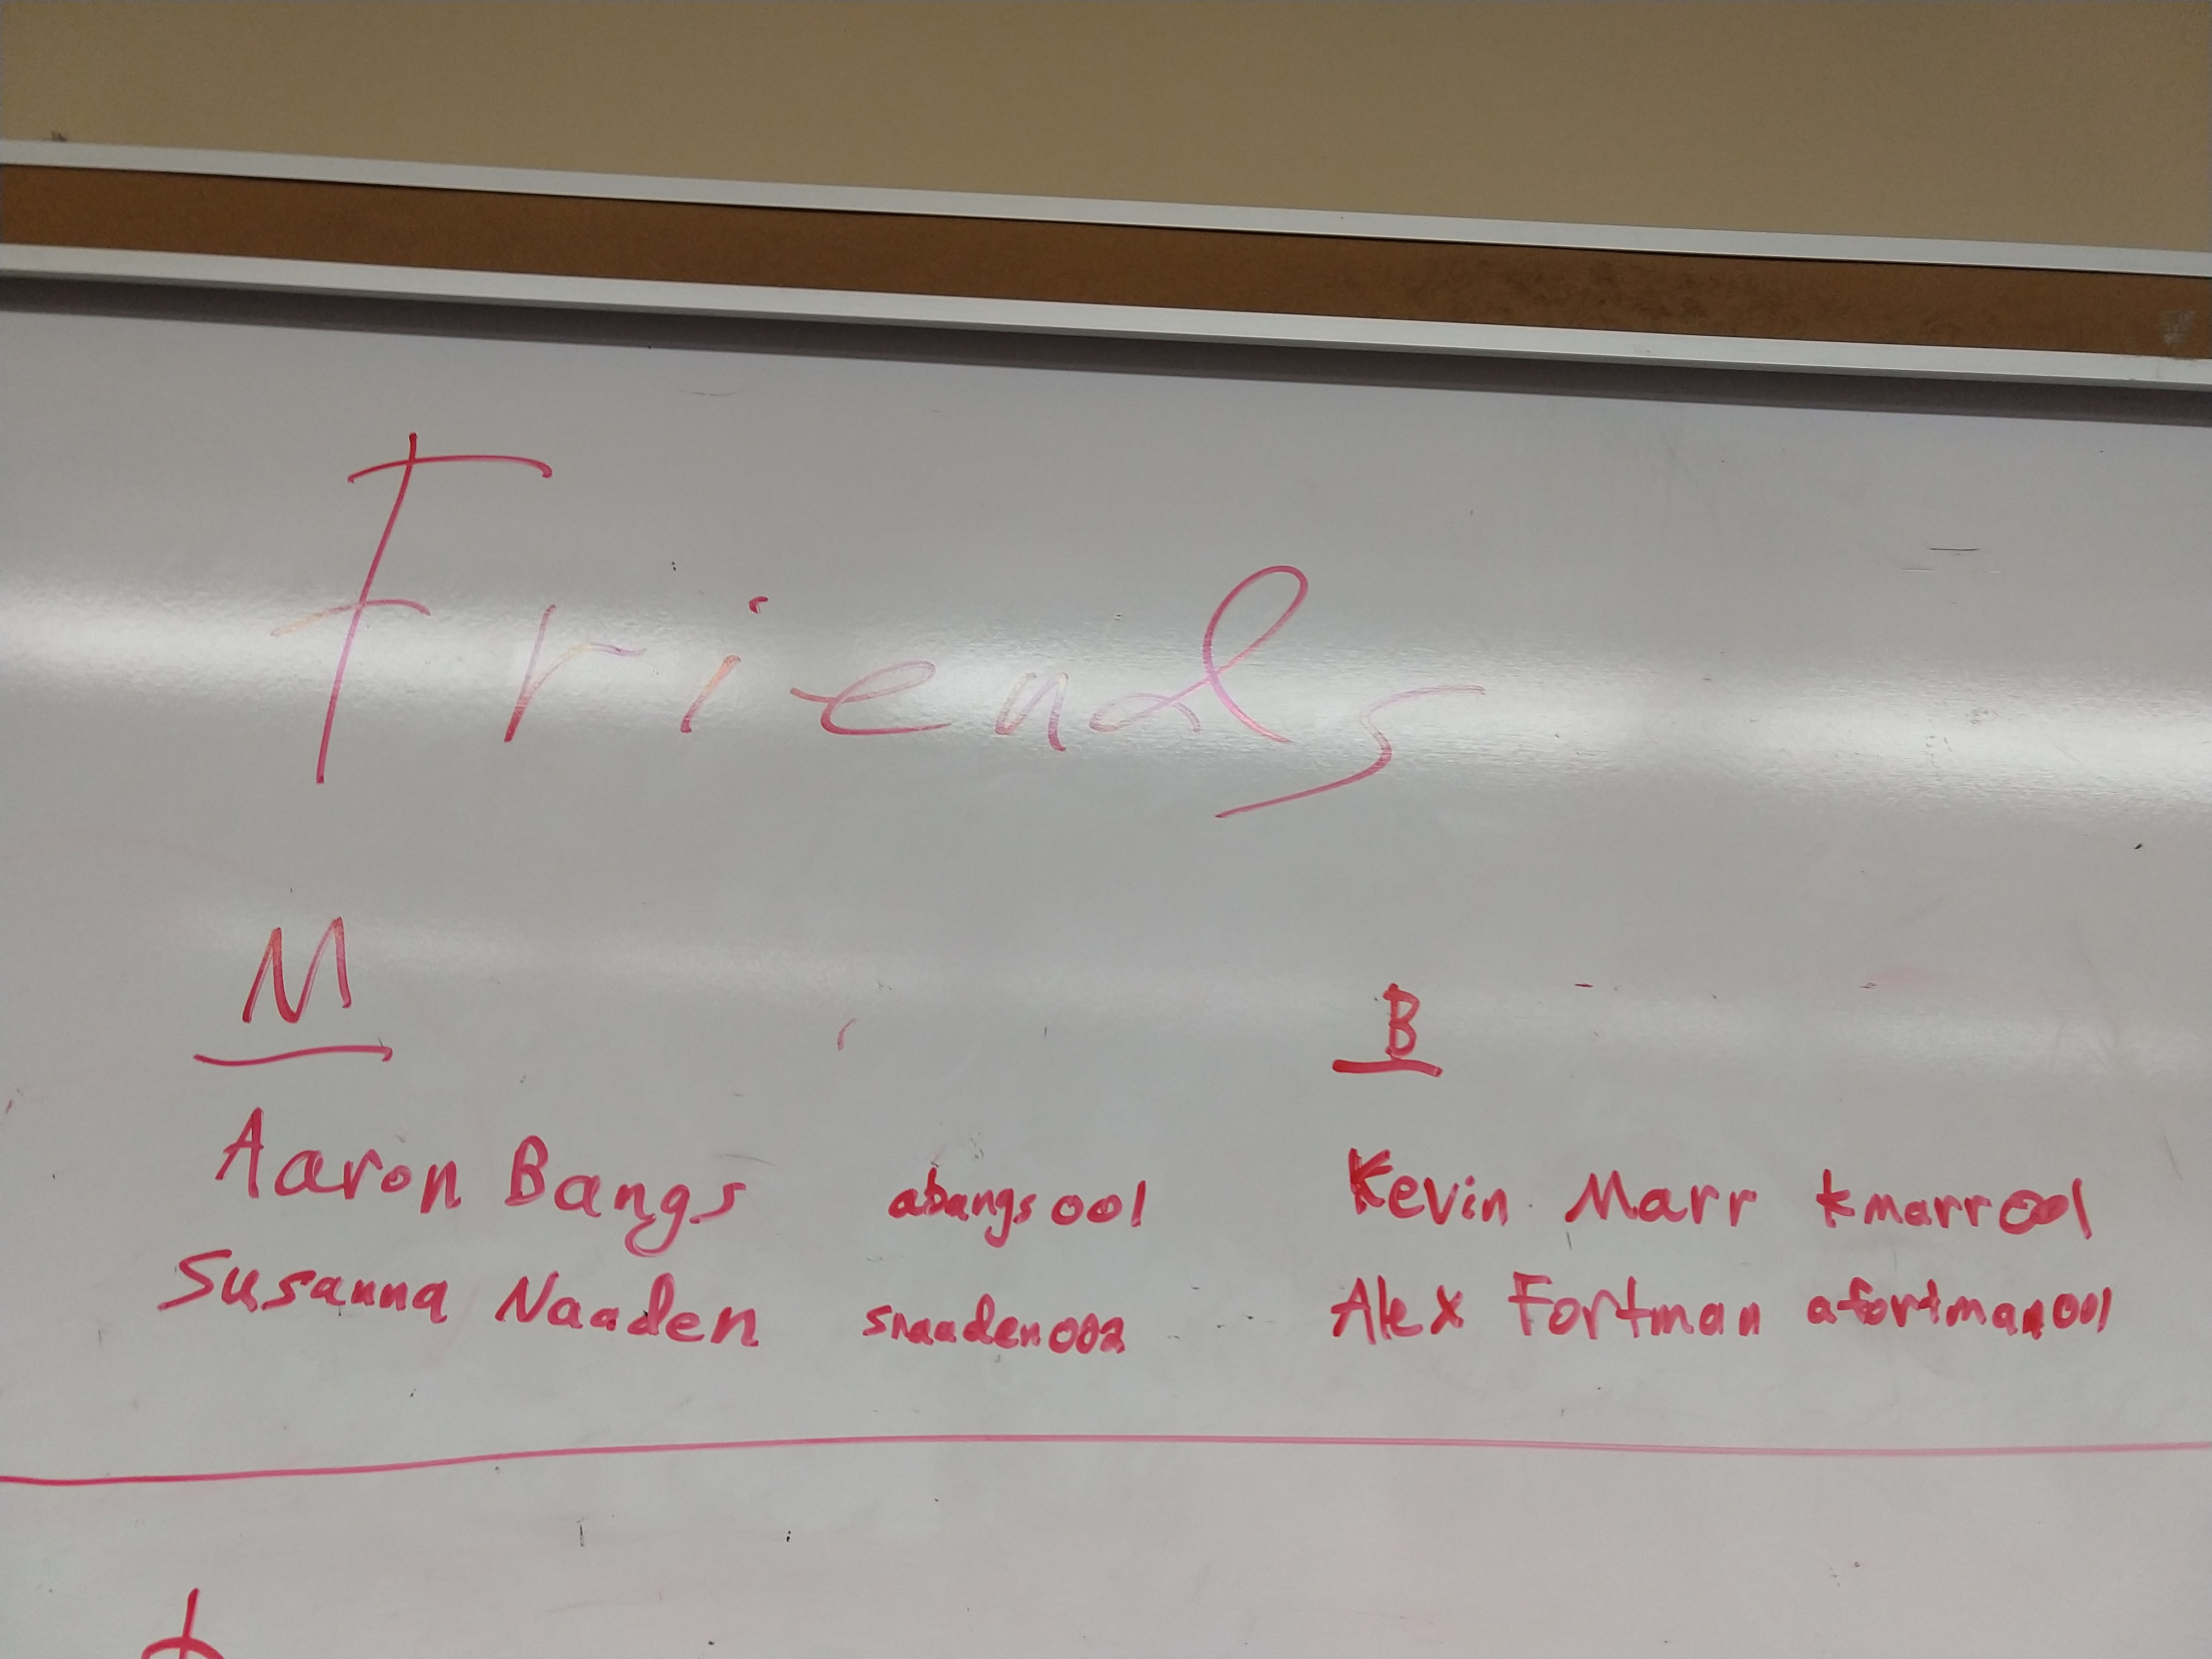 Friends
M
B
Aaron Bangs abangs001 Kevin Marr kmarr001
Susanna Naaden snaaden002 Alex Fortman afortman001